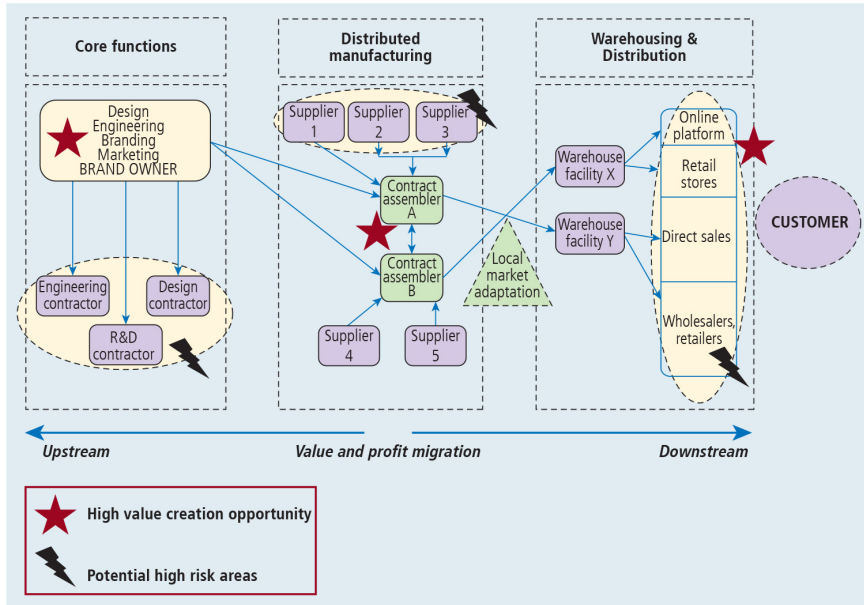 Core functions
Distributed
manufacturing
Warehousing &
Distribution
Design
Engineering
Branding
Marketing
BRAND OWNER
Engineering
contractor
Design
contractor
R&D
contractor
Supplier
1
Supplier
2
Supplier
3
Contract
assembler
A
Contract
assembler
B
Supplier
4
Supplier
5
Local
market
adaptation
Warehouse
facility X
Warehouse
facility Y
Online
platform
Retail
stores
Direct sales
Wholesalers,
retailers
CUSTOMER
Upstream
Value and profit migration
Downstream
High value creation opportunity
Potential high risk areas